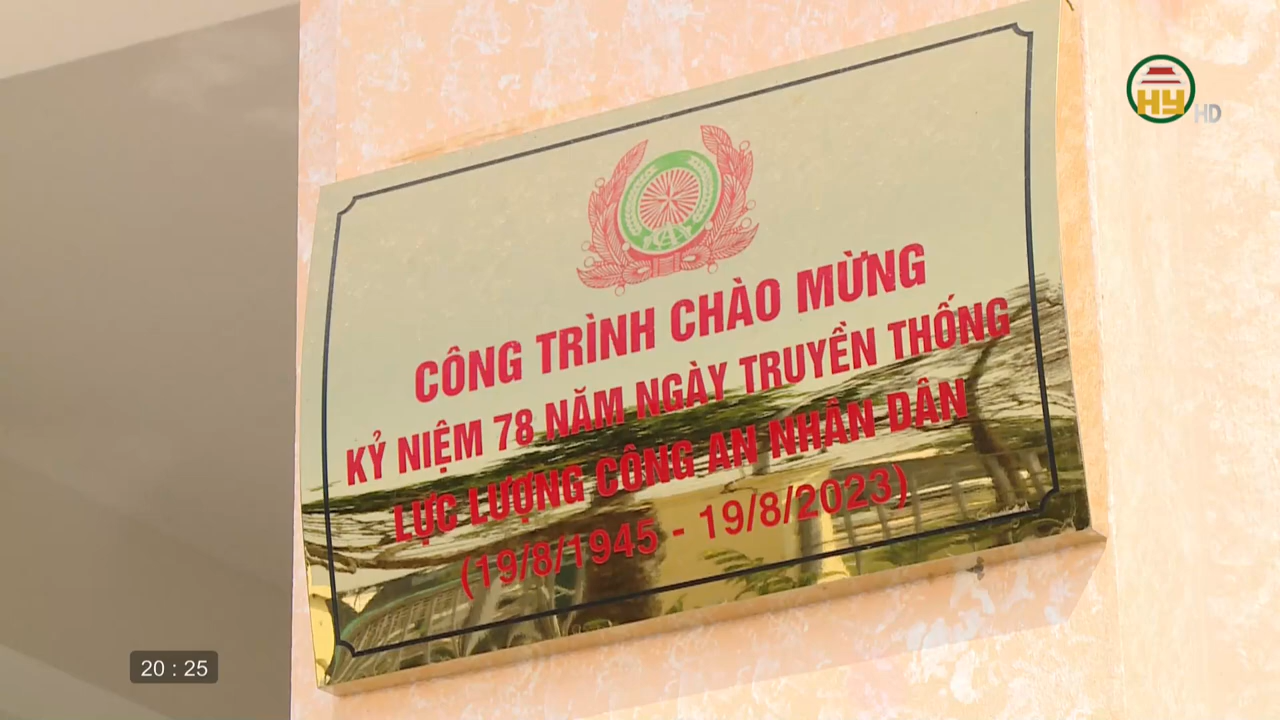 HY HD
CÔNG TRÌNH CHÀO MỪNG
KỶ NIỆM 78 NĂM NGÀY TRUYỀN THỐNG
LỰC LƯỢNG CÔNG AN NHÂN DÂN
(19/8/1945 - 19/8/2023)
20 : 25